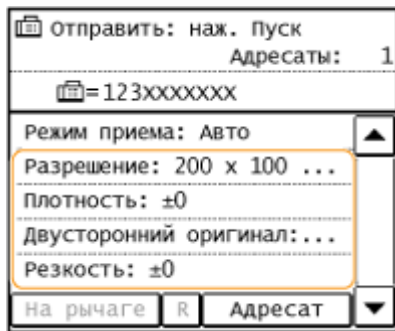 Отправить: наж. Пуск
Адресаты: 1
=123xxxxxxx
Режим приема: Авто
Разрешение: 200 x 100 ...
Плотность: ±0
Двусторонний оригинал:...
Резкость: ±0
На рычаге R Адресат